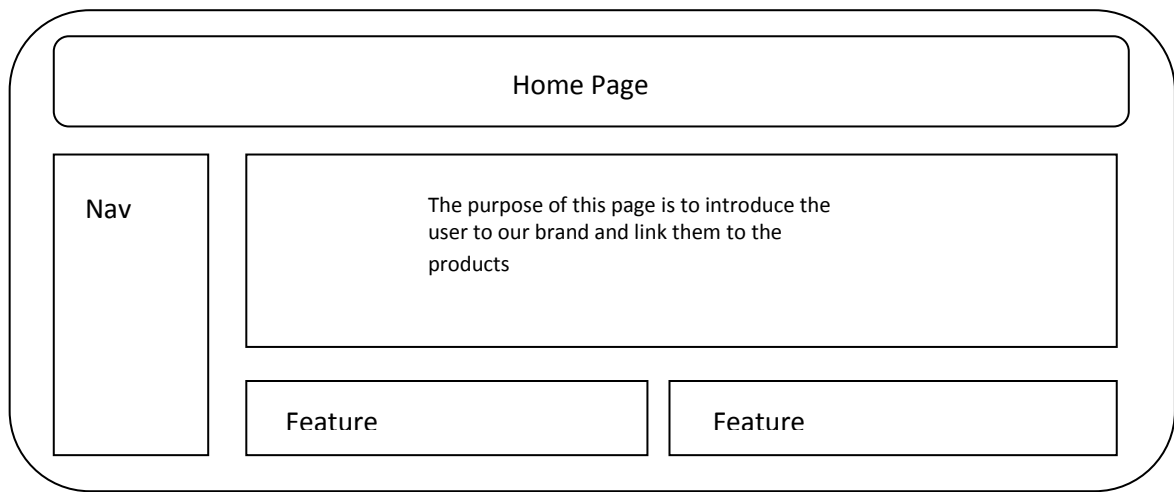 Home Page
Nav
The purpose of this page is to introduce the
user to our brand and link them to the
products
Feature
Feature